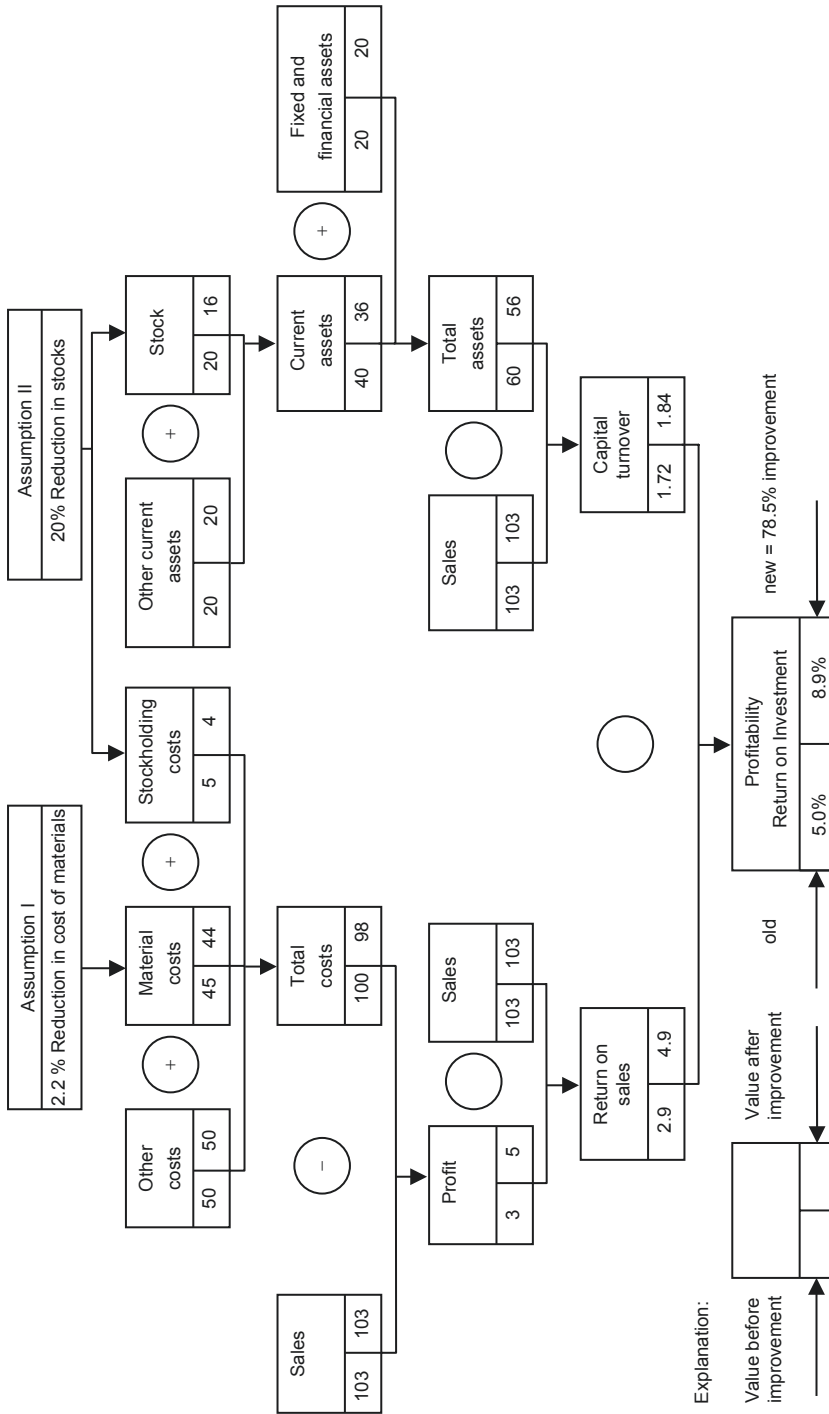 Assumption I
2.2 % Reduction in cost of materials
Assumption II
20% Reduction in stocks
Other
costs
50
50
+
Material
costs
45
44
+
Stockholding
costs
5
4
Other current
assets
20
20
+
Stock
20
16
Sales
103
103
–
Total
costs
100
98
Current
assets
40
36
+
Fixed and
financial assets
20
20
Profit
3
5
Sales
103
103
Sales
103
103
Total
assets
60
56
Return on
sales
2.9
4.9
Capital
turnover
1.72
1.84
Explanation:
Value before
improvement
Value after
improvement
old
Profitability
Return on Investment
5.0%
8.9%
new = 78.5% improvement